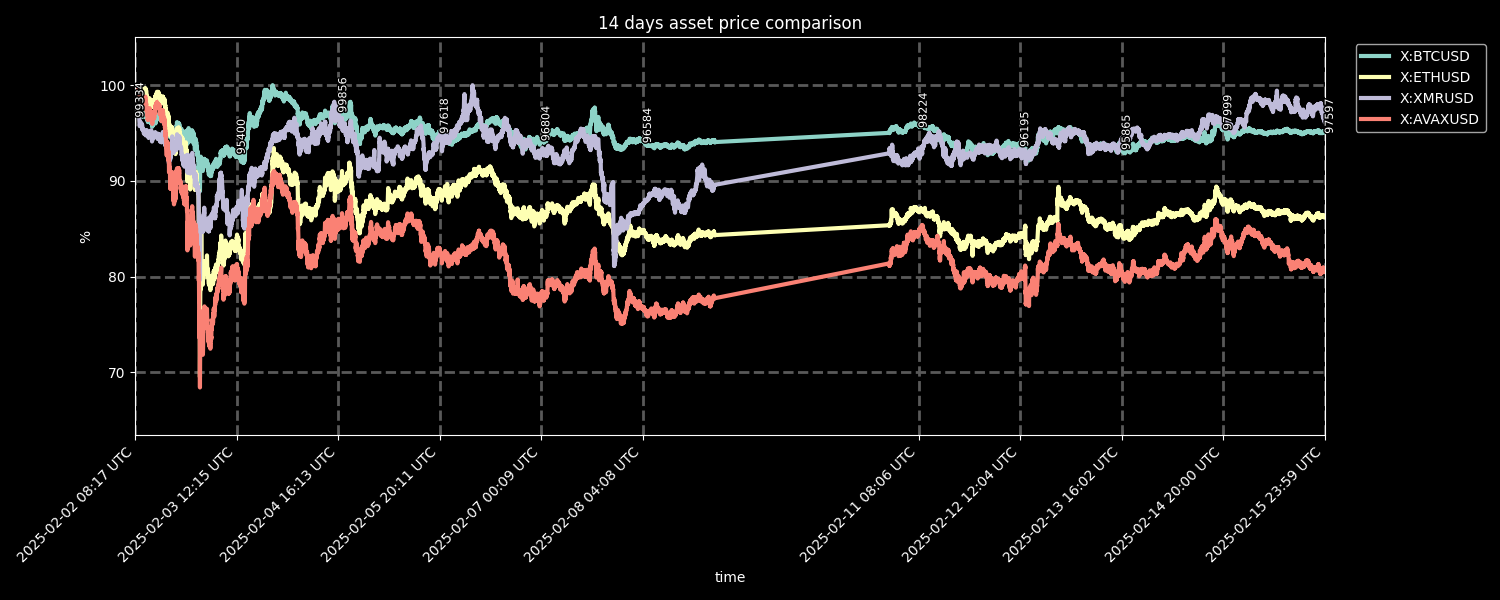 14 days asset price comparison
X:BTCUSD
X:ETHUSD
X:XMRUSD
X:AVAXUSD
%
100
90
80
70
99334
95400
99856
97618
96804
96584
98224
96195
95865
97999
97597
2025-02-02 08:17 UTC
2025-02-03 12:15 UTC
2025-02-04 16:13 UTC
2025-02-05 20:11 UTC
2025-02-07 00:09 UTC
2025-02-08 04:08 UTC
2025-02-11 08:06 UTC
2025-02-12 12:04 UTC
2025-02-13 16:02 UTC
2025-02-14 20:00 UTC
2025-02-15 23:59 UTC
time